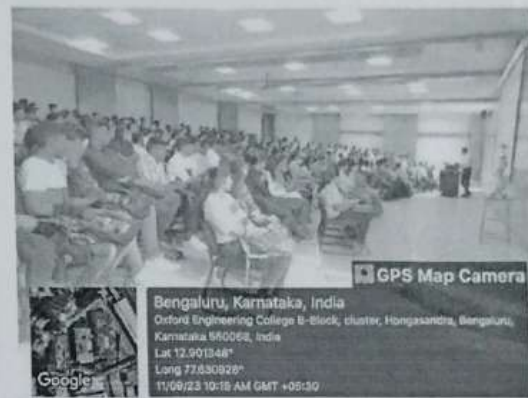 GPS Map Camera
Bengaluru, Karnataka, India
Oxford Engineering College B-Block, cluster, Hongasandra, Bengaluru,
Karnataka 560068, India
Lat 12.901348°
Long 77.630928°
11/09/23 10:15 AM GMT +05:30
Google